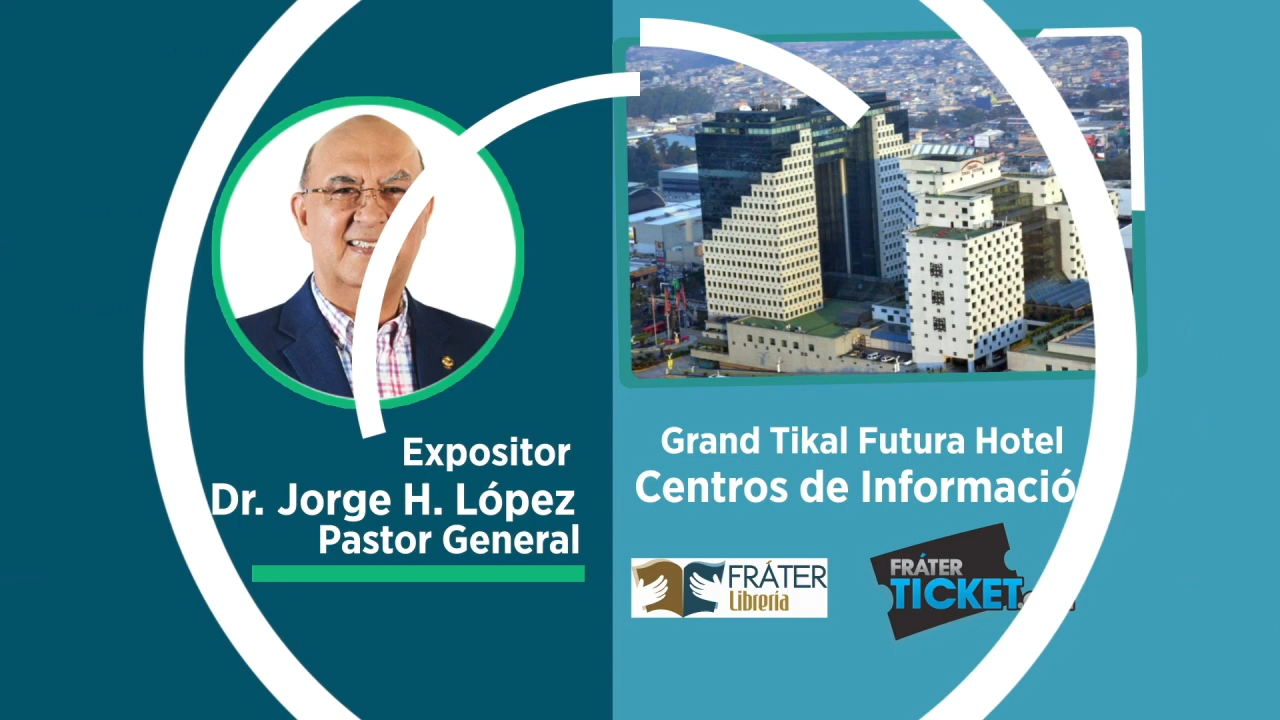 Expositor
Dr. Jorge H. López
Pastor General
Grand Tikal Futura Hotel
Centros de Informació
FRÁTER
Librería
FRÁTER
TICKET